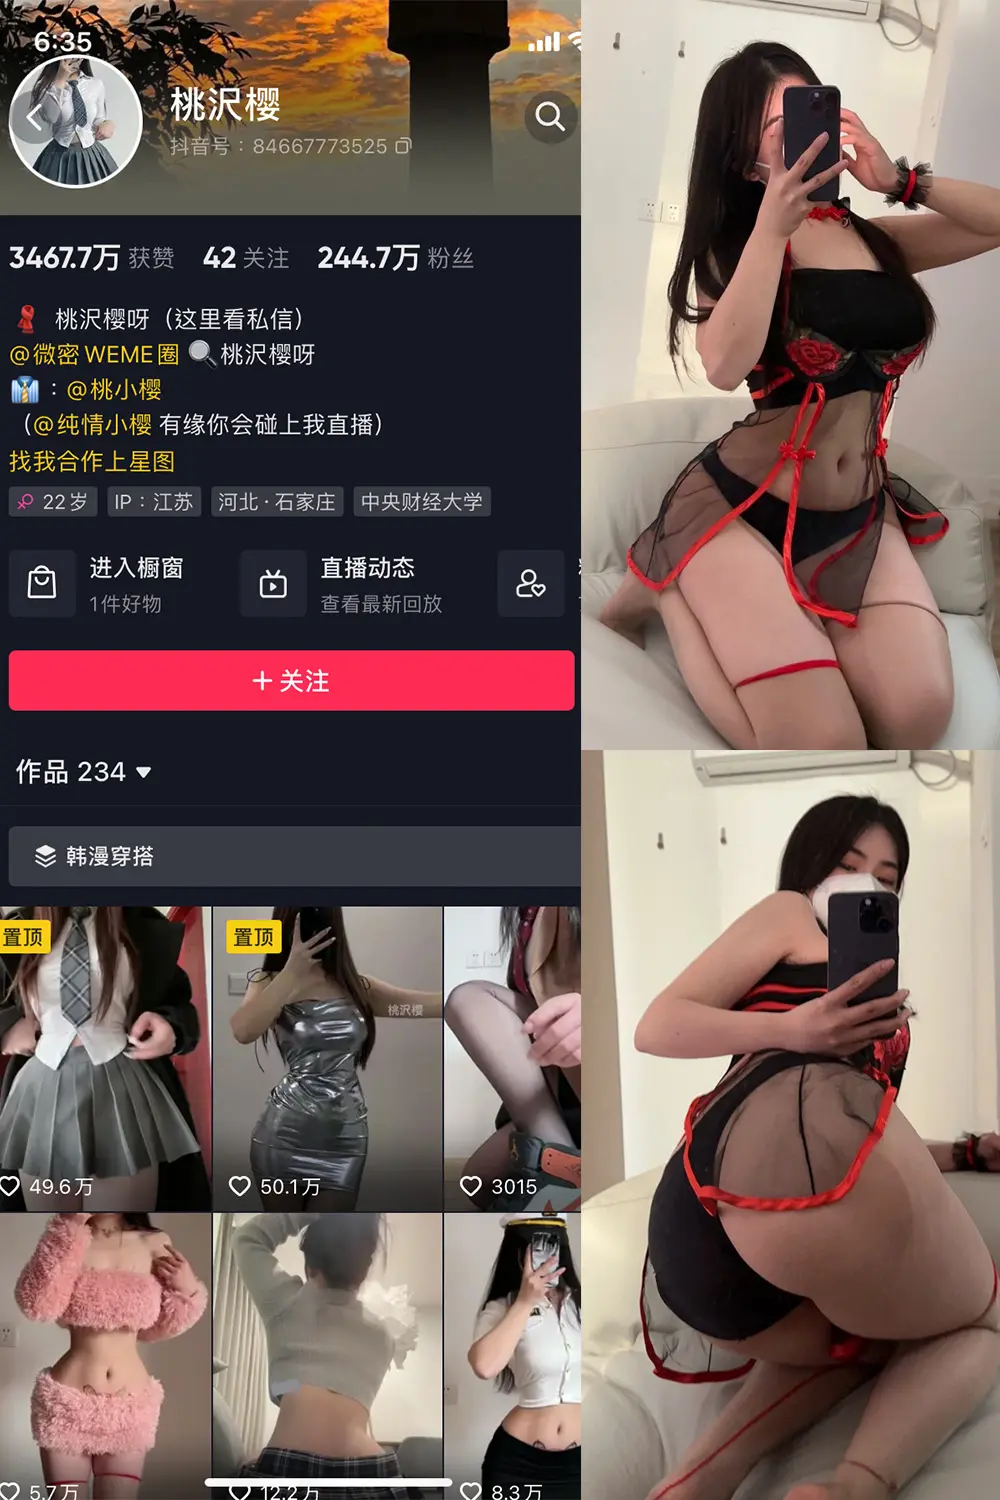 6:35
桃沢樱
抖音号：84667773525
3467.7万 获赞 42 关注 244.7万 粉丝
桃沢樱呀（这里看私信）
@微密 WEME圈 桃沢樱呀
：@桃小樱
（@纯情小樱 有缘你会碰上我直播）
找我合作上星图
22岁 IP：江苏 河北·石家庄 中央财经大学
进入橱窗 直播动态
1件好物 查看最新回放
+ 关注
作品 234
韩漫穿搭
置顶 置顶
桃沢樱
49.6万 50.1万 3015
5.7万 12.2万 8.3万